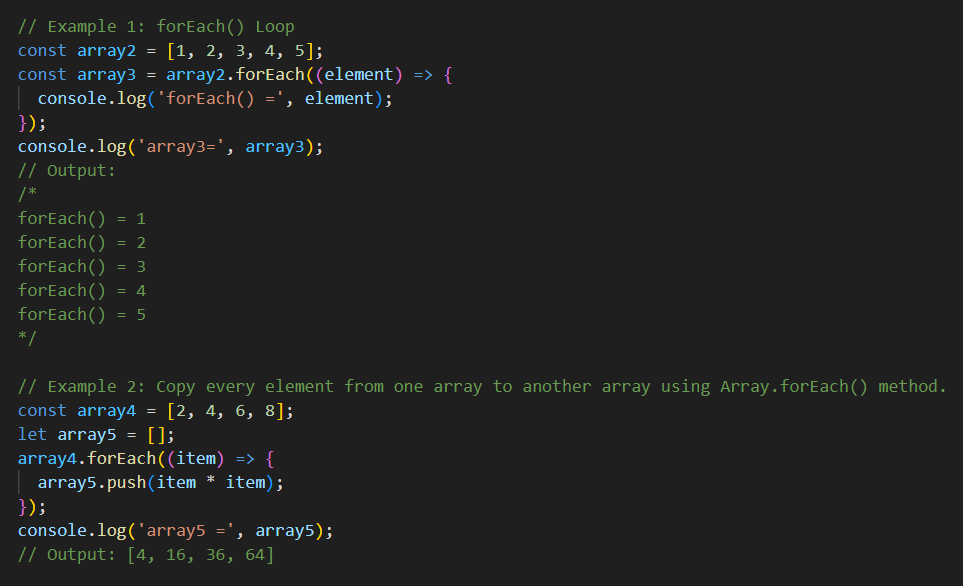 // Example 1: forEach() Loop
const array2 = [1, 2, 3, 4, 5];
const array3 = array2.forEach((element) => {
  console.log('forEach() =', element);
});
console.log('array3=', array3);
// Output:
/*
forEach() = 1
forEach() = 2
forEach() = 3
forEach() = 4
forEach() = 5
*/

// Example 2: Copy every element from one array to another array using Array.forEach() method.
const array4 = [2, 4, 6, 8];
let array5 = [];
array4.forEach((item) => {
  array5.push(item * item);
});
console.log('array5 =', array5);
// Output: [4, 16, 36, 64]